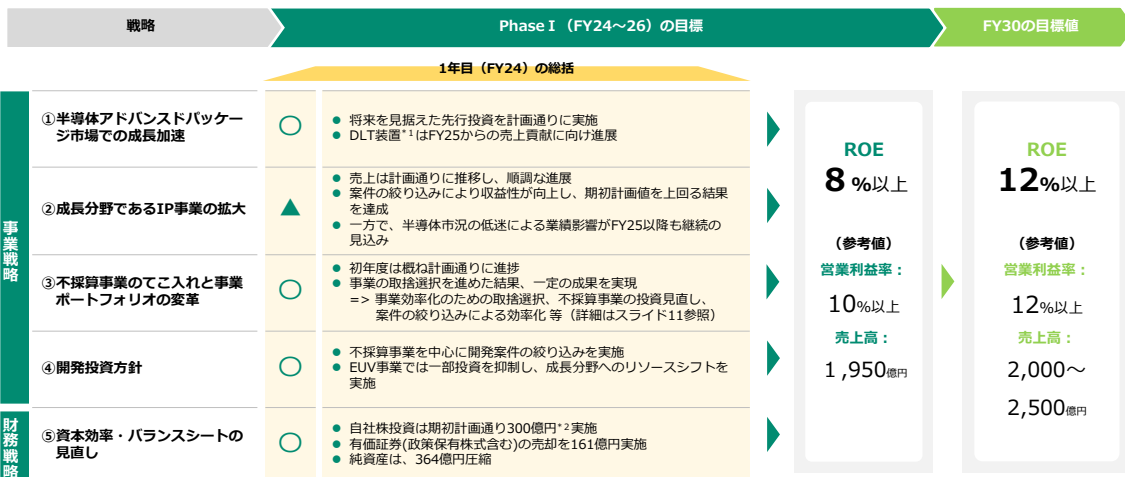 戦略
Phase Ⅰ（FY24～26）の目標
FY30の目標値
1年目（FY24）の総括
事業戦略
①半導体アドバンスドパッケー
ジ市場での成長加速
〇
● 将来を見据えた先行投資を計画通りに実施
● DLT装置*1はFY25からの売上貢献に向け進展
②成長分野であるIP事業の拡大
▲
● 売上は計画通りに推移し、順調な進展
● 案件の絞り込みにより収益性が向上し、期初計画値を上回る結果
を達成
● 一方で、半導体市況の低迷による業績影響がFY25以降も継続の
見込み
③不採算事業のてこ入れと事業
ポートフォリオの変革
〇
● 初年度は概ね計画通りに進捗
● 事業の取捨選択を進めた結果、一定の成果を実現
=> 事業効率化のための取捨選択、不採算事業の投資見直し、
案件の絞り込みによる効率化 等（詳細はスライド11参照）
④開発投資方針
〇
● 不採算事業を中心に開発案件の絞り込みを実施
● EUV事業では一部投資を抑制し、成長分野へのリソースシフトを
実施
財務戦略
⑤資本効率・バランスシートの
見直し
〇
● 自社株投資は期初計画通り300億円*2実施
● 有価証券(政策保有株式含む)の売却を161億円実施
● 純資産は、364億円圧縮
ROE
8 %以上
（参考値）
営業利益率：
10%以上
売上高：
1,950億円
ROE
12%以上
（参考値）
営業利益率：
12%以上
売上高：
2,000～
2,500億円